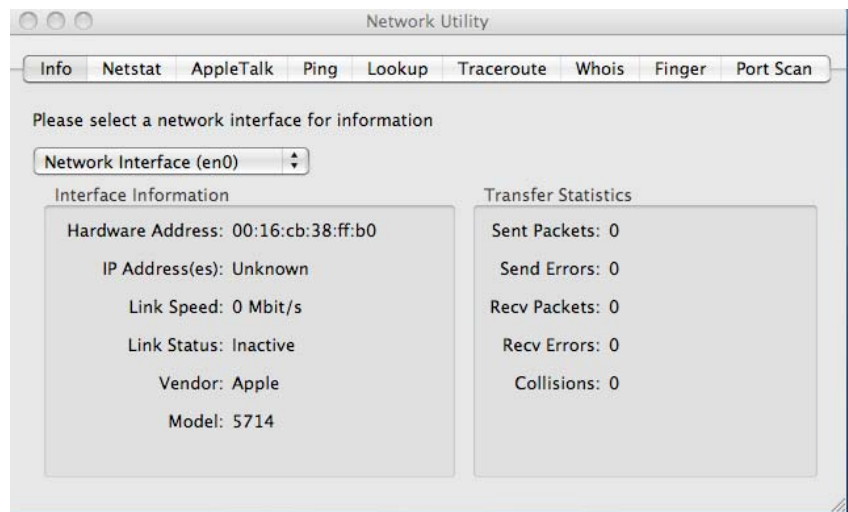 Network Utility
Info Netstat AppleTalk Ping Lookup Traceroute Whois Finger Port Scan
Please select a network interface for information
Network Interface (en0)
Interface Information
Hardware Address: 00:16:cb:38:ff:b0
IP Address(es): Unknown
Link Speed: 0 Mbit/s
Link Status: Inactive
Vendor: Apple
Model: 5714
Transfer Statistics
Sent Packets: 0
Send Errors: 0
Recv Packets: 0
Recv Errors: 0
Collisions: 0